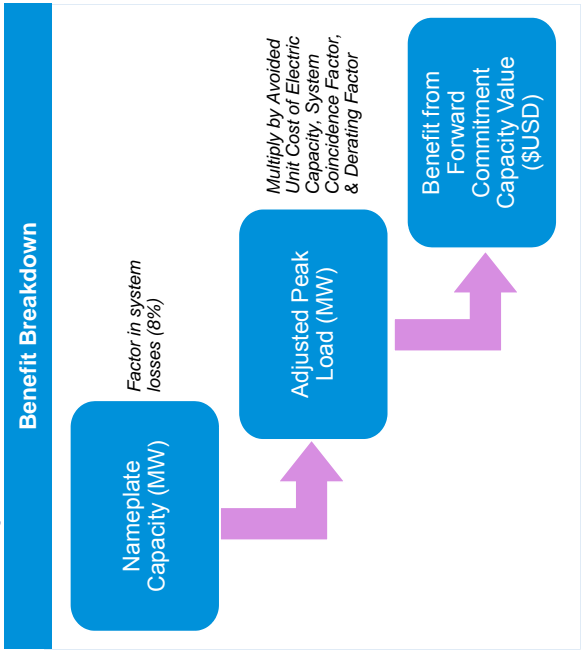 Benefit Breakdown
Nameplate
Capacity (MW)
Factor in system
losses (8%)
Adjusted Peak
Load (MW)
Multiply by Avoided
Unit Cost of Electric
Capacity, System
Coincidence Factor,
& Derating Factor
Benefit from
Forward
Commitment
Capacity Value
($USD)